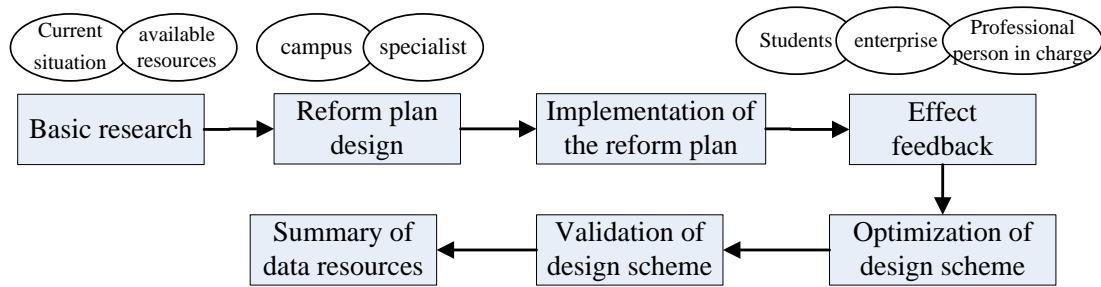 Current
situation
available
resources
campus
specialist
Students
enterprise
Professional
person in charge
Basic research
Reform plan
design
Implementation of
the reform plan
Effect
feedback
Summary of
data resources
Validation of
design scheme
Optimization of
design scheme